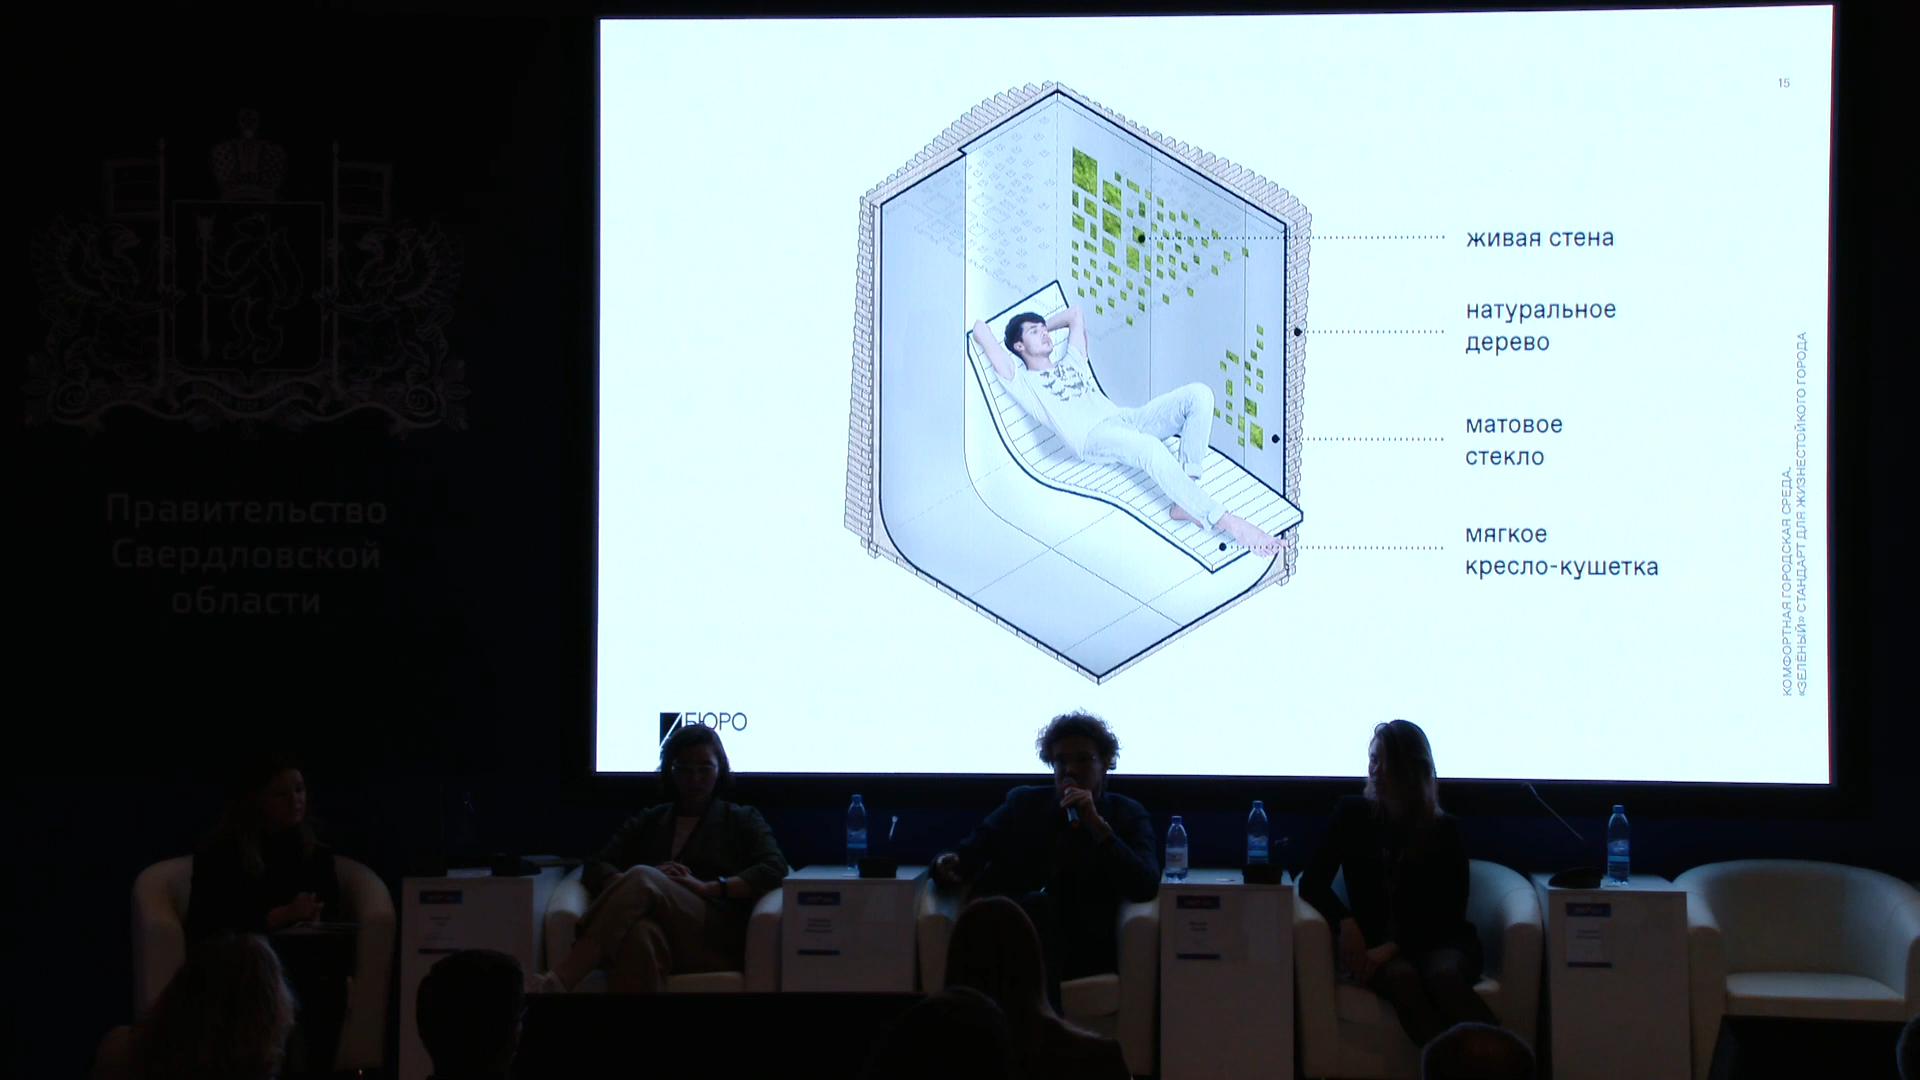 15
живая стена
натуральное
дерево
матовое
стекло
мягкое
кресло-кушетка
КОМФОРТНАЯ ГОРОДСКАЯ СРЕДА.
«ЗЕЛЁНЫЙ» СТАНДАРТ ДЛЯ ЖИЗНЕСТОЙКОГО ГОРОДА
БЮРО
Правительство
Свердловской
области